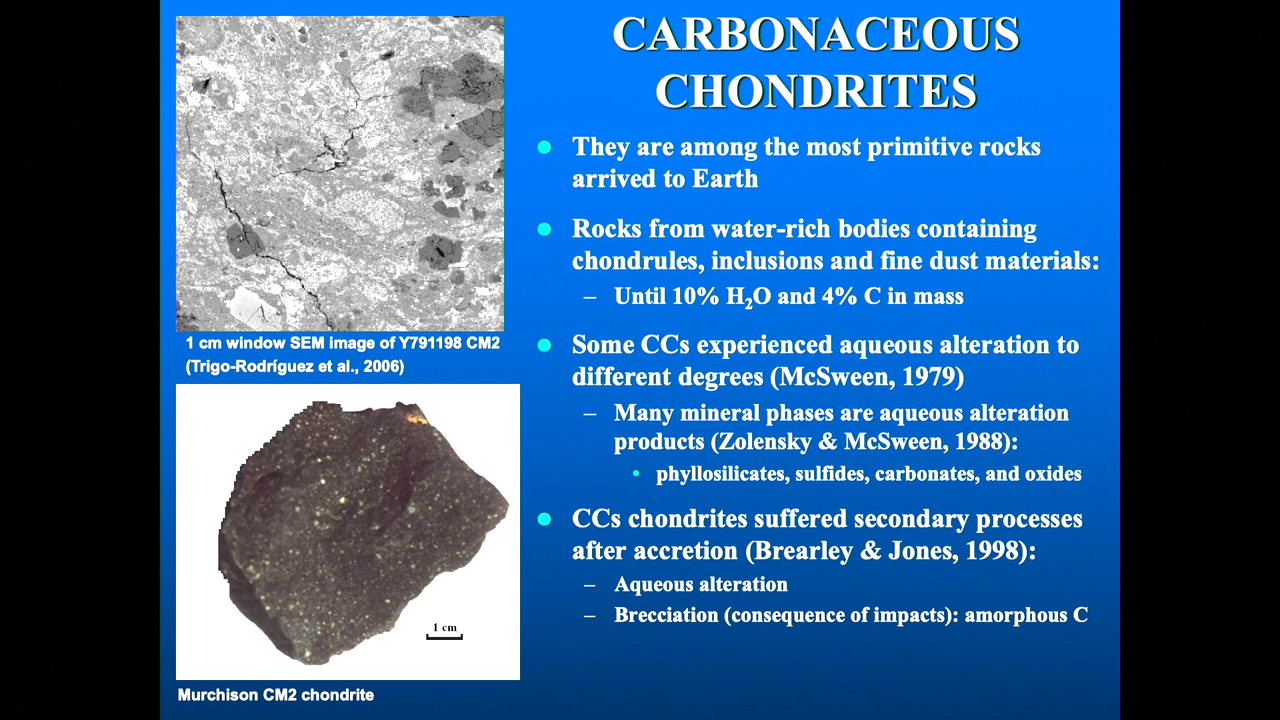 CARBONACEOUS
CHONDRITES
They are among the most primitive rocks
arrived to Earth
Rocks from water-rich bodies containing
chondrules, inclusions and fine dust materials:
– Until 10% H₂O and 4% C in mass
Some CCs experienced aqueous alteration to
different degrees (McSween, 1979)
– Many mineral phases are aqueous alteration
products (Zolensky & McSween, 1988):
• phyllosilicates, sulfides, carbonates, and oxides
CCs chondrites suffered secondary processes
after accretion (Brearley & Jones, 1998):
– Aqueous alteration
– Brecciation (consequence of impacts): amorphous C
1 cm window SEM image of Y791198 CM2
(Trigo-Rodríguez et al., 2006)
1 cm
Murchison CM2 chondrite